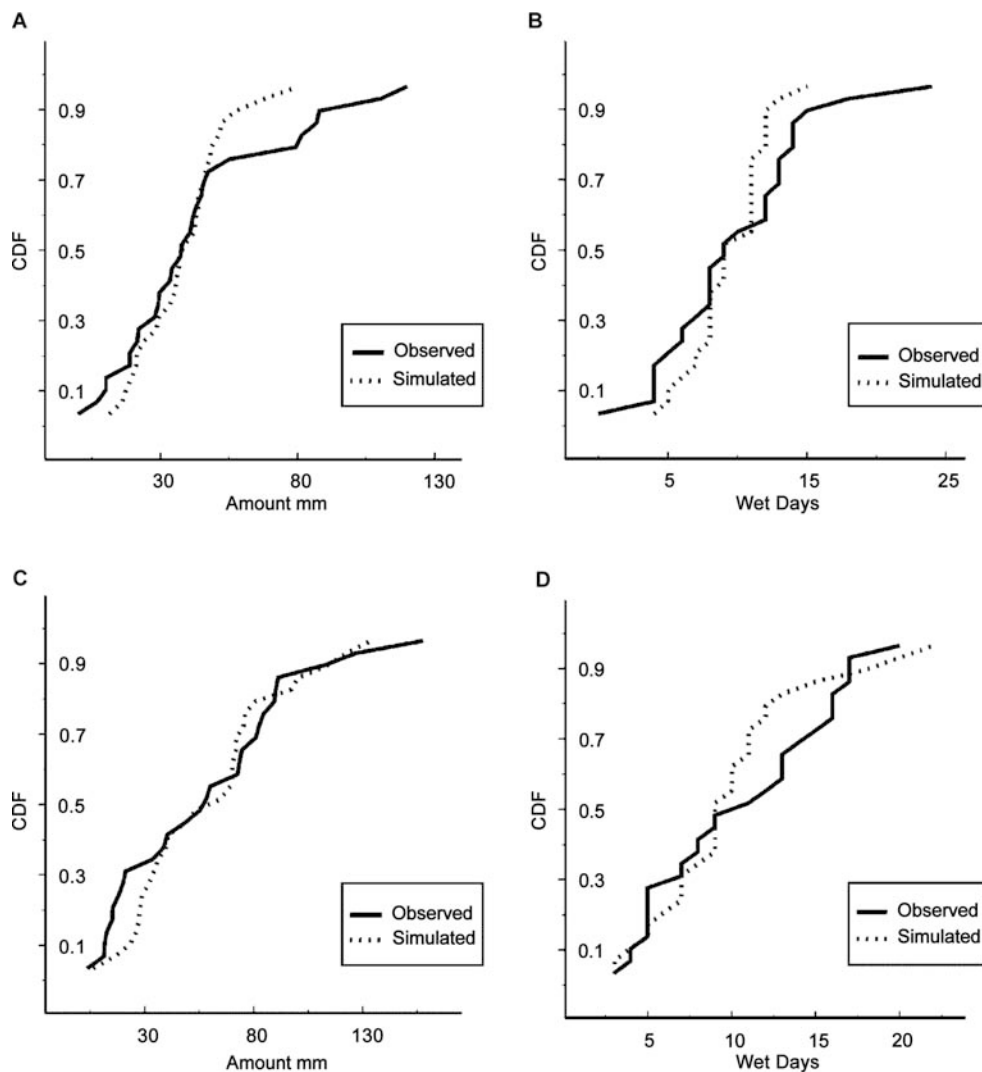 A
CDF
0.9
0.7
0.5
0.3
0.1
Observed
Simulated
30 80 130
Amount mm
B
CDF
0.9
0.7
0.5
0.3
0.1
Observed
Simulated
5 15 25
Wet Days
C
CDF
0.9
0.7
0.5
0.3
0.1
Observed
Simulated
30 80 130
Amount mm
D
CDF
0.9
0.7
0.5
0.3
0.1
Observed
Simulated
5 10 15 20
Wet Days